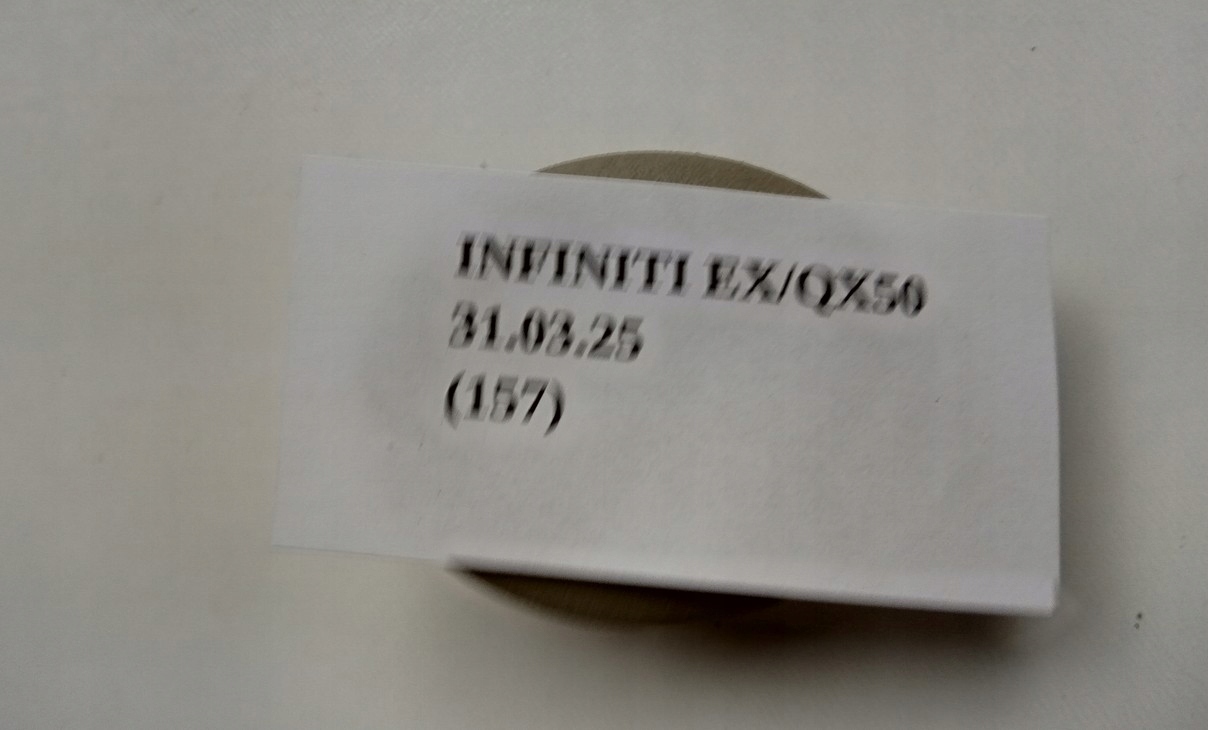 INFINITI EX/QX50
31.03.25
(157)